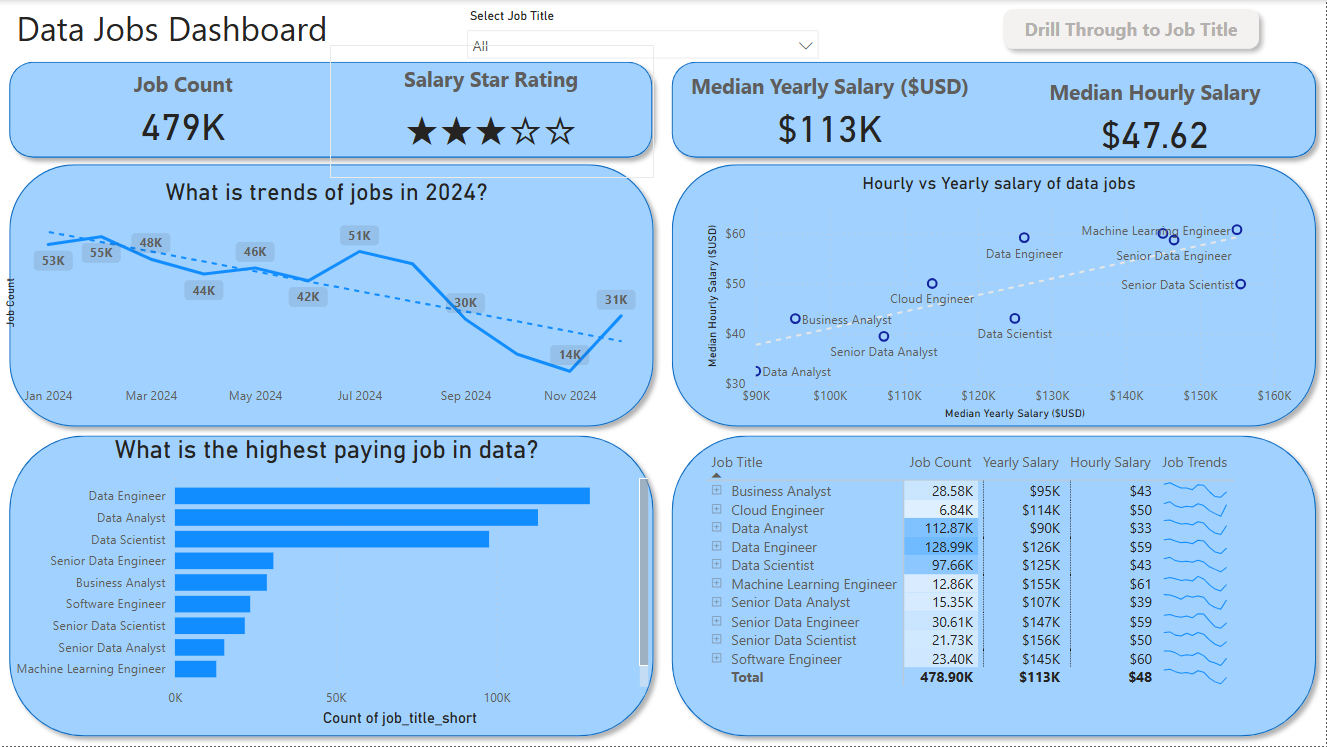 Data Jobs Dashboard
Select Job Title
All
Drill Through to Job Title
Job Count
479K
Salary Star Rating
★★★☆☆
Median Yearly Salary ($USD)
$113K
Median Hourly Salary
$47.62
What is trends of jobs in 2024?
Job Count
53K
55K
48K
44K
46K
42K
51K
30K
14K
31K
Jan 2024 Mar 2024 May 2024 Jul 2024 Sep 2024 Nov 2024
Hourly vs Yearly salary of data jobs
Median Hourly Salary ($USD)
$60
$50
$40
$30
Machine Learning Engineer
Data Engineer
Senior Data Engineer
Senior Data Scientist
Cloud Engineer
Business Analyst
Data Scientist
Senior Data Analyst
Data Analyst
$90K $100K $110K $120K $130K $140K $150K $160K
Median Yearly Salary ($USD)
What is the highest paying job in data?
Data Engineer
Data Analyst
Data Scientist
Senior Data Engineer
Business Analyst
Software Engineer
Senior Data Scientist
Senior Data Analyst
Machine Learning Engineer
0K 50K 100K
Count of job_title_short
Job Title Job Count Yearly Salary Hourly Salary Job Trends
Business Analyst 28.58K $95K $43
Cloud Engineer 6.84K $114K $50
Data Analyst 112.87K $90K $33
Data Engineer 128.99K $126K $59
Data Scientist 97.66K $125K $43
Machine Learning Engineer 12.86K $155K $61
Senior Data Analyst 15.35K $107K $39
Senior Data Engineer 30.61K $147K $59
Senior Data Scientist 21.73K $156K $50
Software Engineer 23.40K $145K $60
Total 478.90K $113K $48